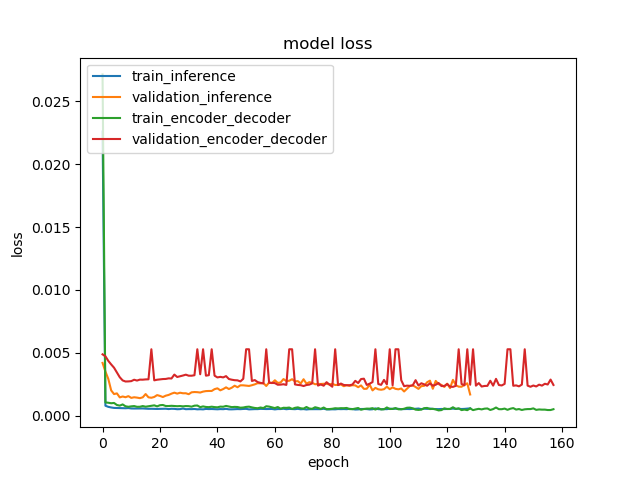 model loss
train_inference
validation_inference
train_encoder_decoder
validation_encoder_decoder
0.025
0.020
0.015
0.010
0.005
0.000
loss
0 20 40 60 80 100 120 140 160
epoch